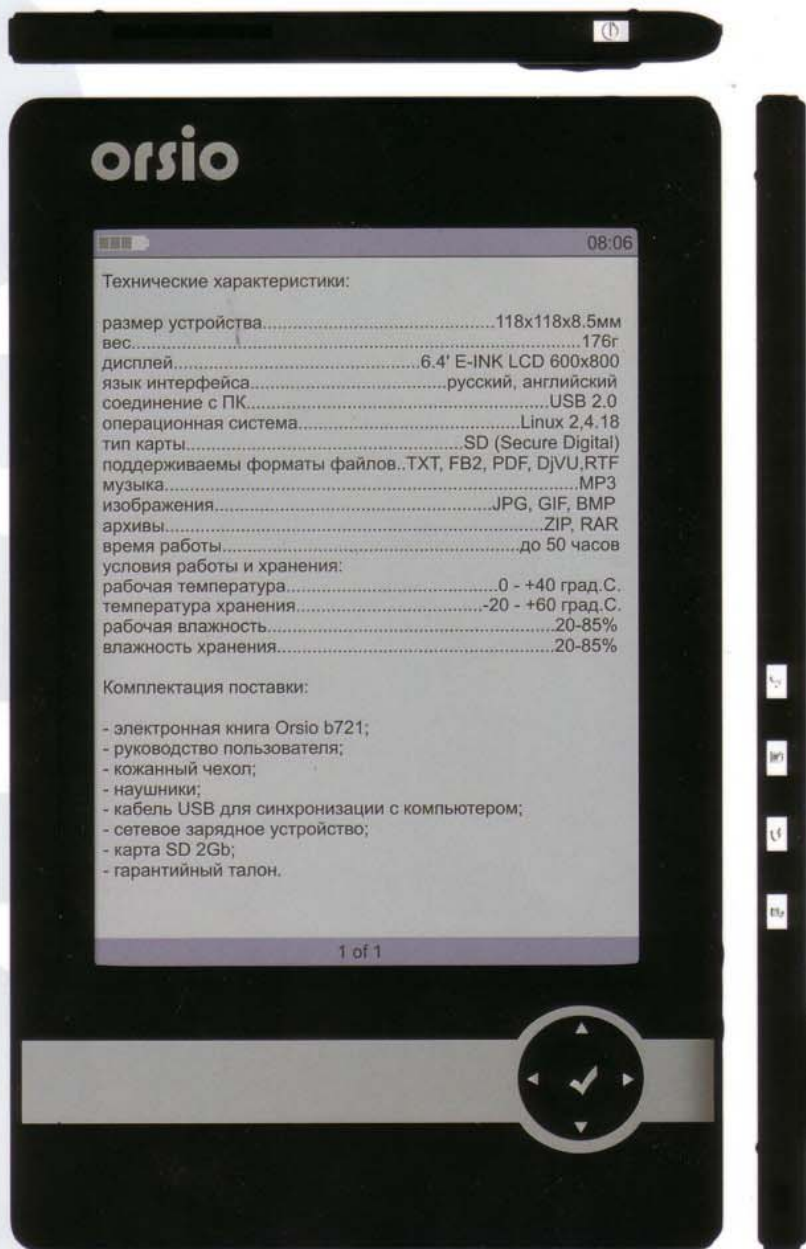 orsio
08:06
Технические характеристики:
размер устройства....................................................118x118x8.5мм
вес...........................................................................................176г
дисплей.................................................6.4' E-INK LCD 600x800
язык интерфейса.......................................русский, английский
соединение с ПК............................................................USB 2.0
операционная система............................................Linux 2,4.18
тип карты.......................................................SD (Secure Digital)
поддерживаемы форматы файлов..TXT, FB2, PDF, DjVU,RTF
музыка...................................................................................MP3
изображения.......................................................JPG, GIF, BMP
архивы...........................................................................ZIP, RAR
время работы...........................................................до 50 часов
условия работы и хранения:
рабочая температура..........................................0 - +40 град.С.
температура хранения.....................................-20 - +60 град.С.
рабочая влажность.........................................................20-85%
влажность хранения.......................................................20-85%
Комплектация поставки:
- электронная книга Orsio b721;
- руководство пользователя;
- кожанный чехол;
- наушники;
- кабель USB для синхронизации с компьютером;
- сетевое зарядное устройство;
- карта SD 2Gb;
- гарантийный талон.
1 of 1